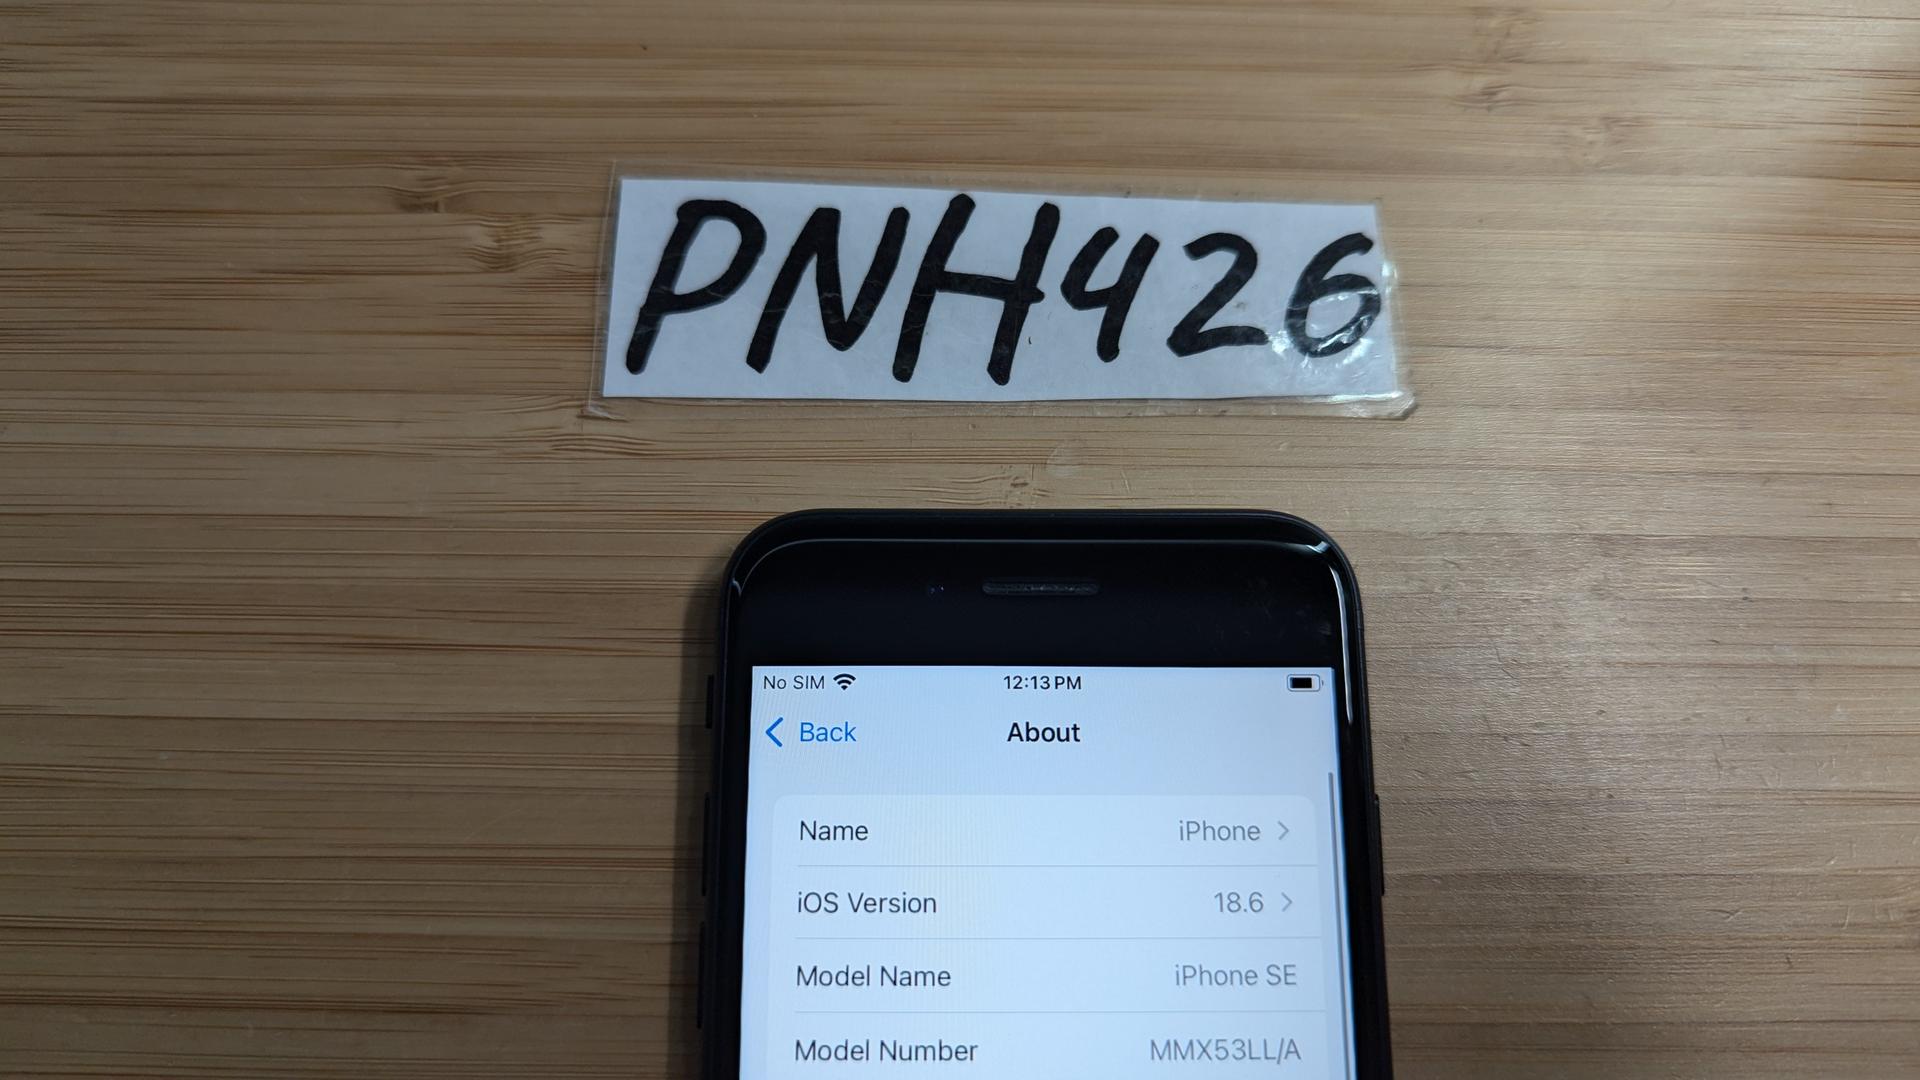 PNH426
No SIM 12:13 PM
Back About
Name iPhone
iOS Version 18.6
Model Name iPhone SE
Model Number MMX53LL/A